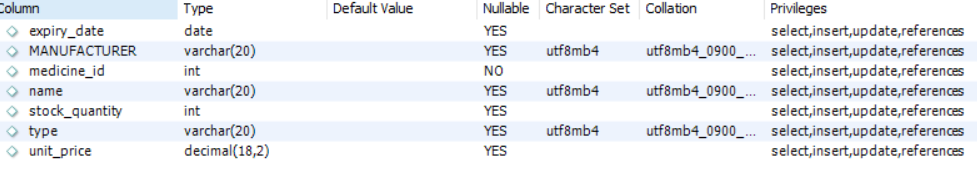 Column Type Default Value Nullable Character Set Collation Privileges
expiry_date date YES select,insert,update,references
MANUFACTURER varchar(20) YES utf8mb4 utf8mb4_0900_... select,insert,update,references
medicine_id int NO select,insert,update,references
name varchar(20) YES utf8mb4 utf8mb4_0900_... select,insert,update,references
stock_quantity int YES select,insert,update,references
type varchar(20) YES utf8mb4 utf8mb4_0900_... select,insert,update,references
unit_price decimal(18,2) YES select,insert,update,references